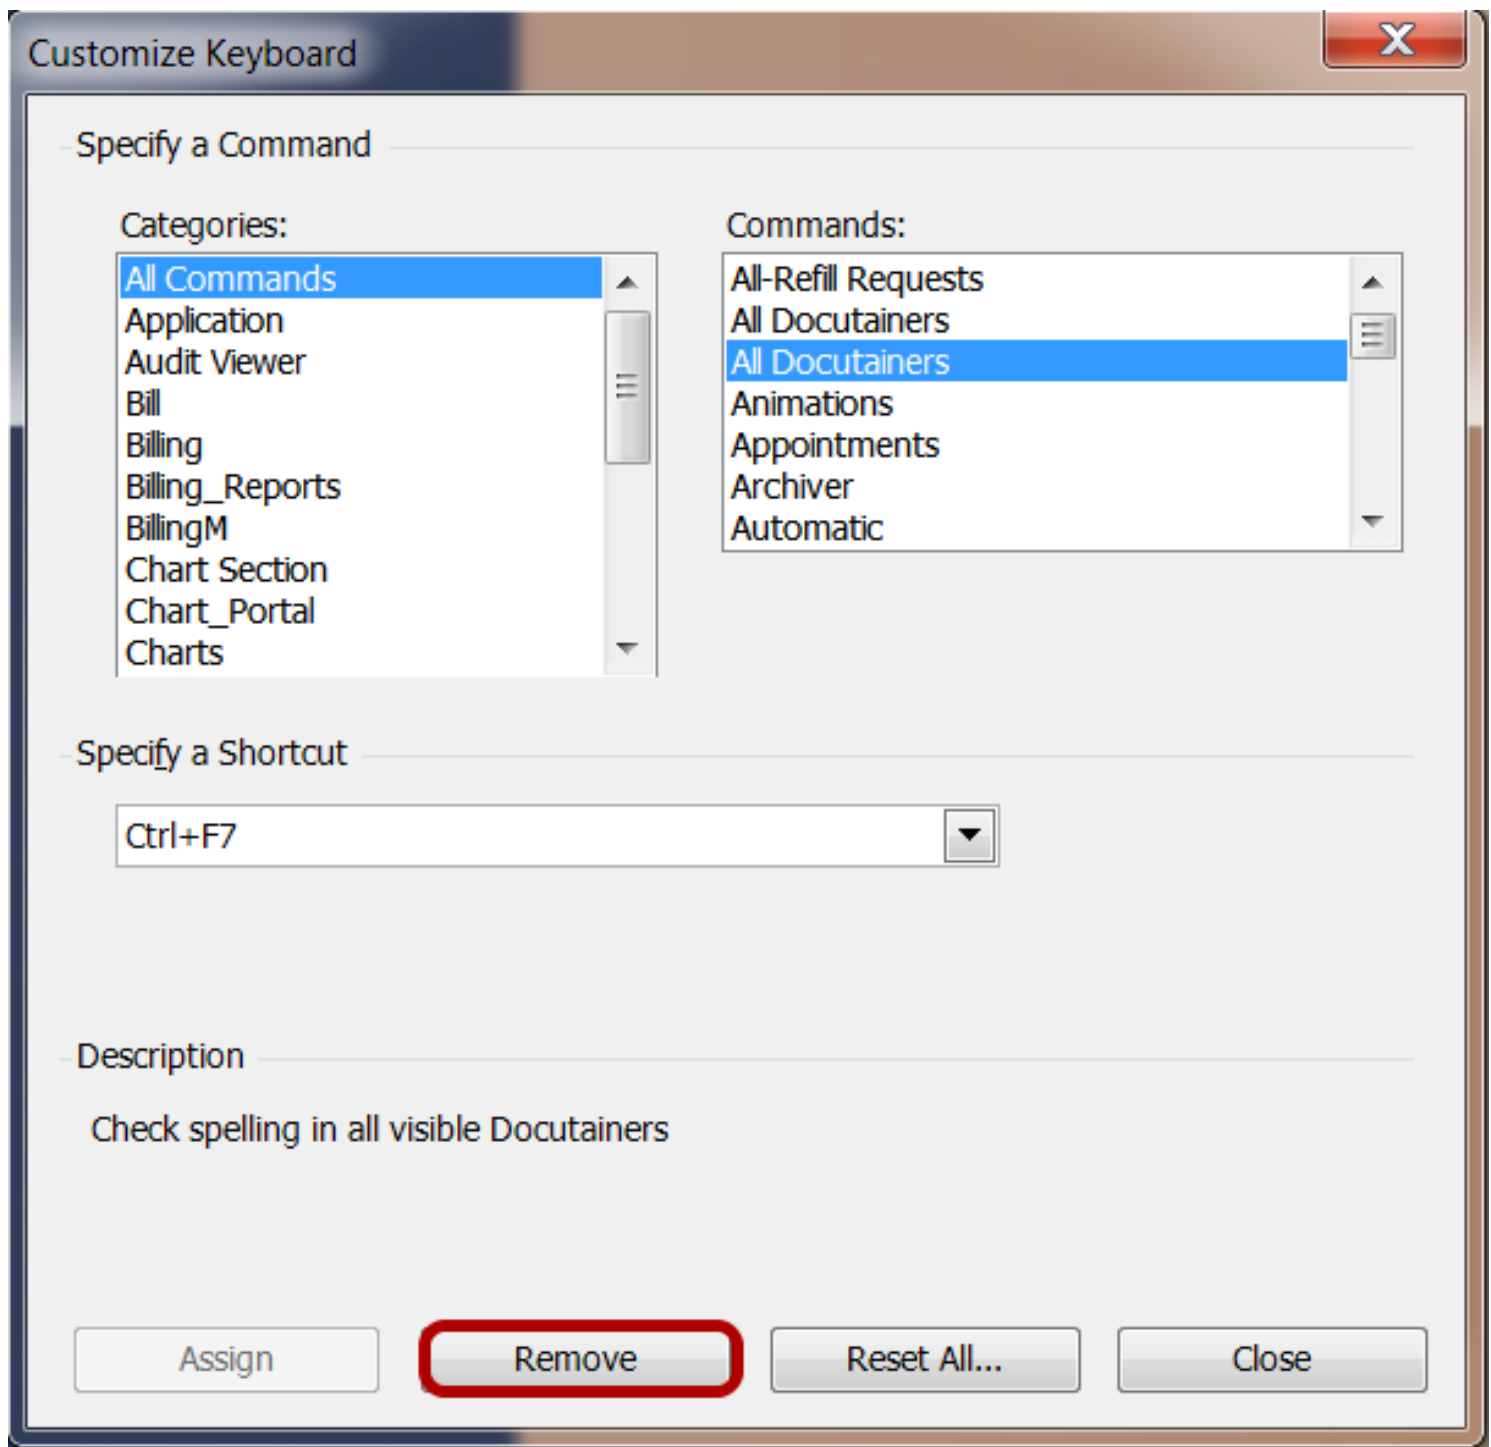 Customize Keyboard
Specify a Command
Categories:
All Commands
Application
Audit Viewer
Bill
Billing
Billing_Reports
BillingM
Chart Section
Chart_Portal
Charts
Commands:
All-Refill Requests
All Docutainers
All Docutainers
Animations
Appointments
Archiver
Automatic
Specify a Shortcut
Ctrl+F7
Description
Check spelling in all visible Docutainers
Assign
Remove
Reset All...
Close